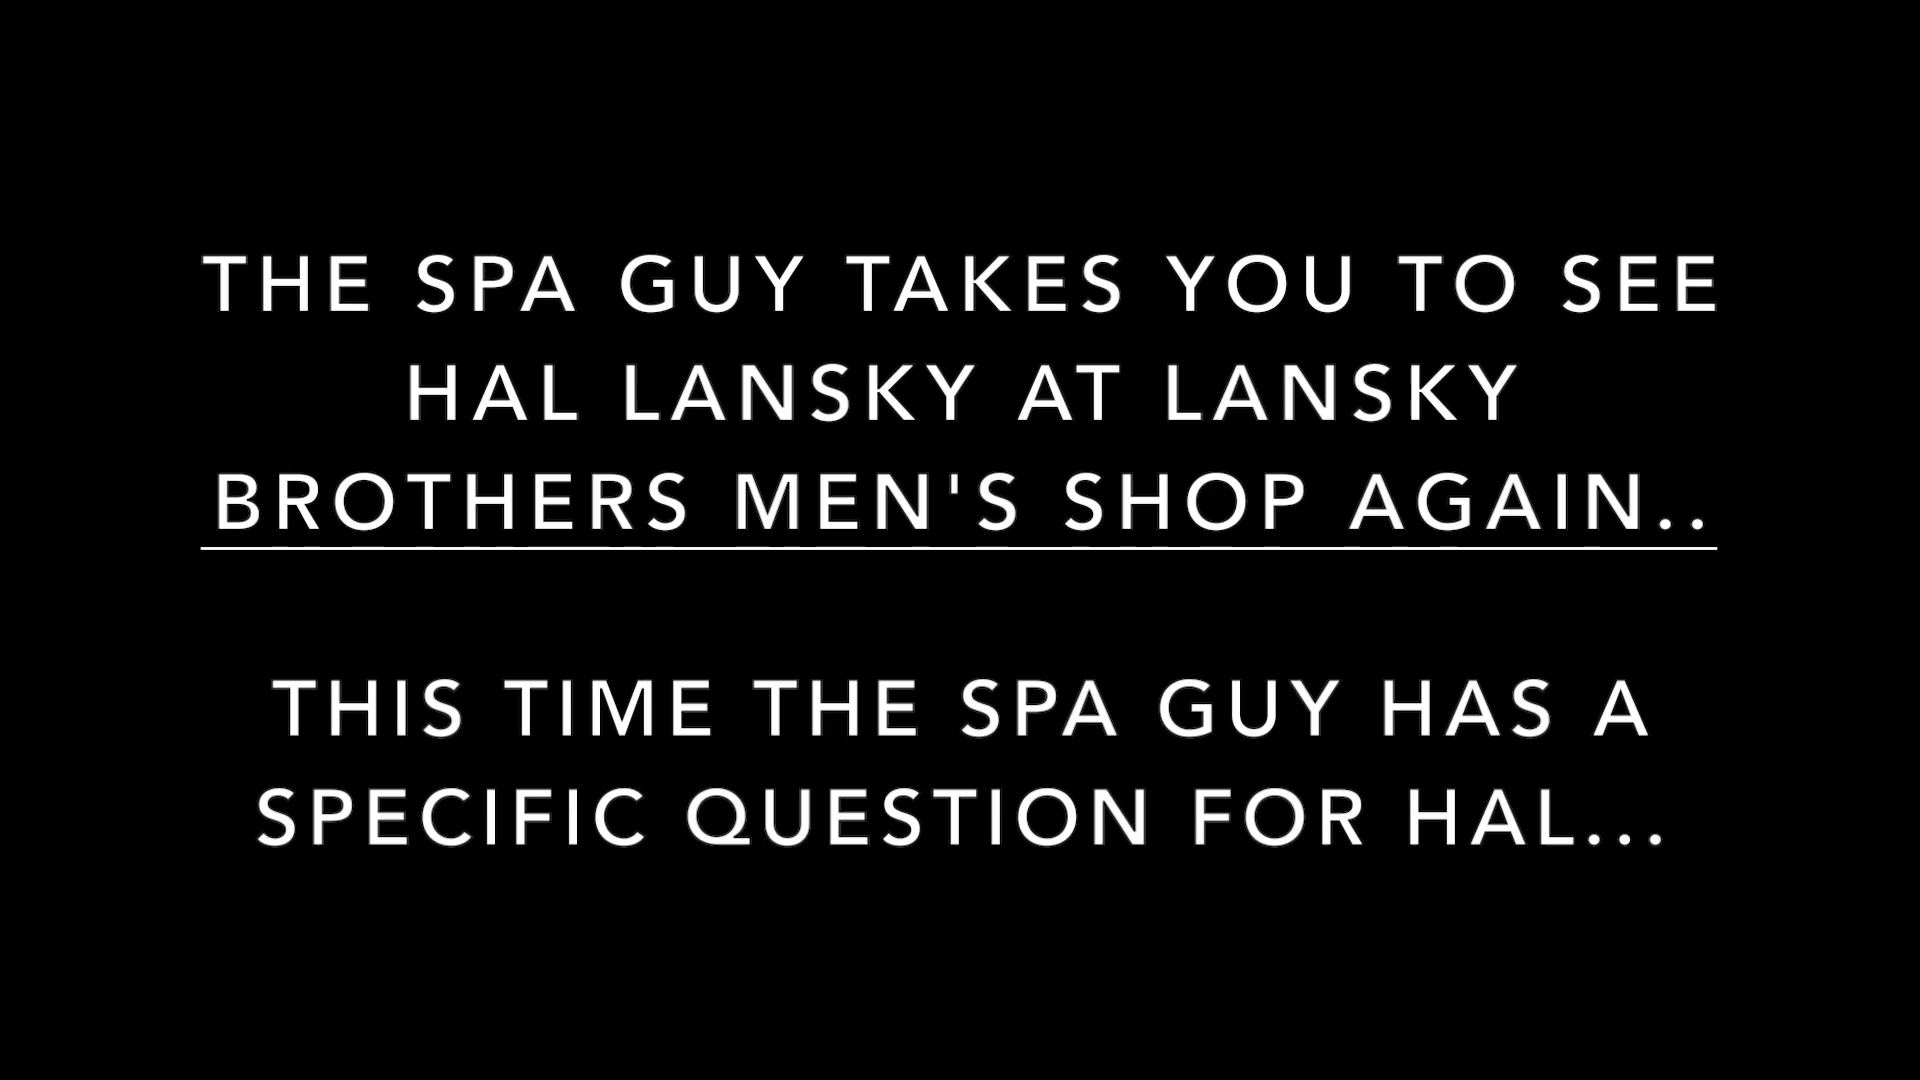 THE SPA GUY TAKES YOU TO SEE
HAL LANSKY AT LANSKY
BROTHERS MEN'S SHOP AGAIN..
THIS TIME THE SPA GUY HAS A
SPECIFIC QUESTION FOR HAL...